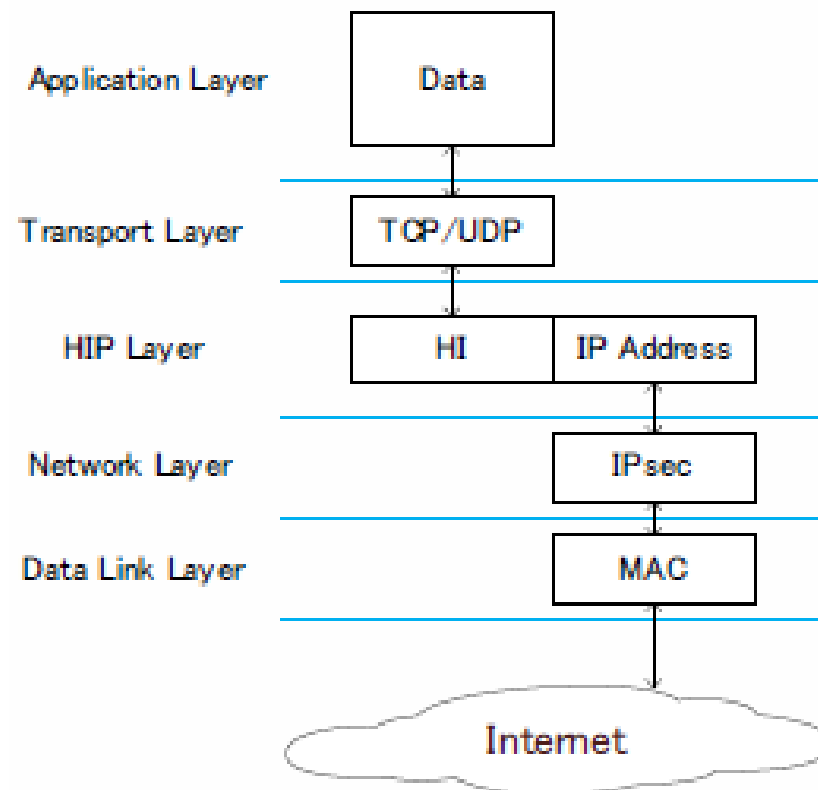 Application Layer
Data
Transport Layer
TCP/UDP
HIP Layer
HI
IP Address
Network Layer
IPsec
Data Link Layer
MAC
Internet